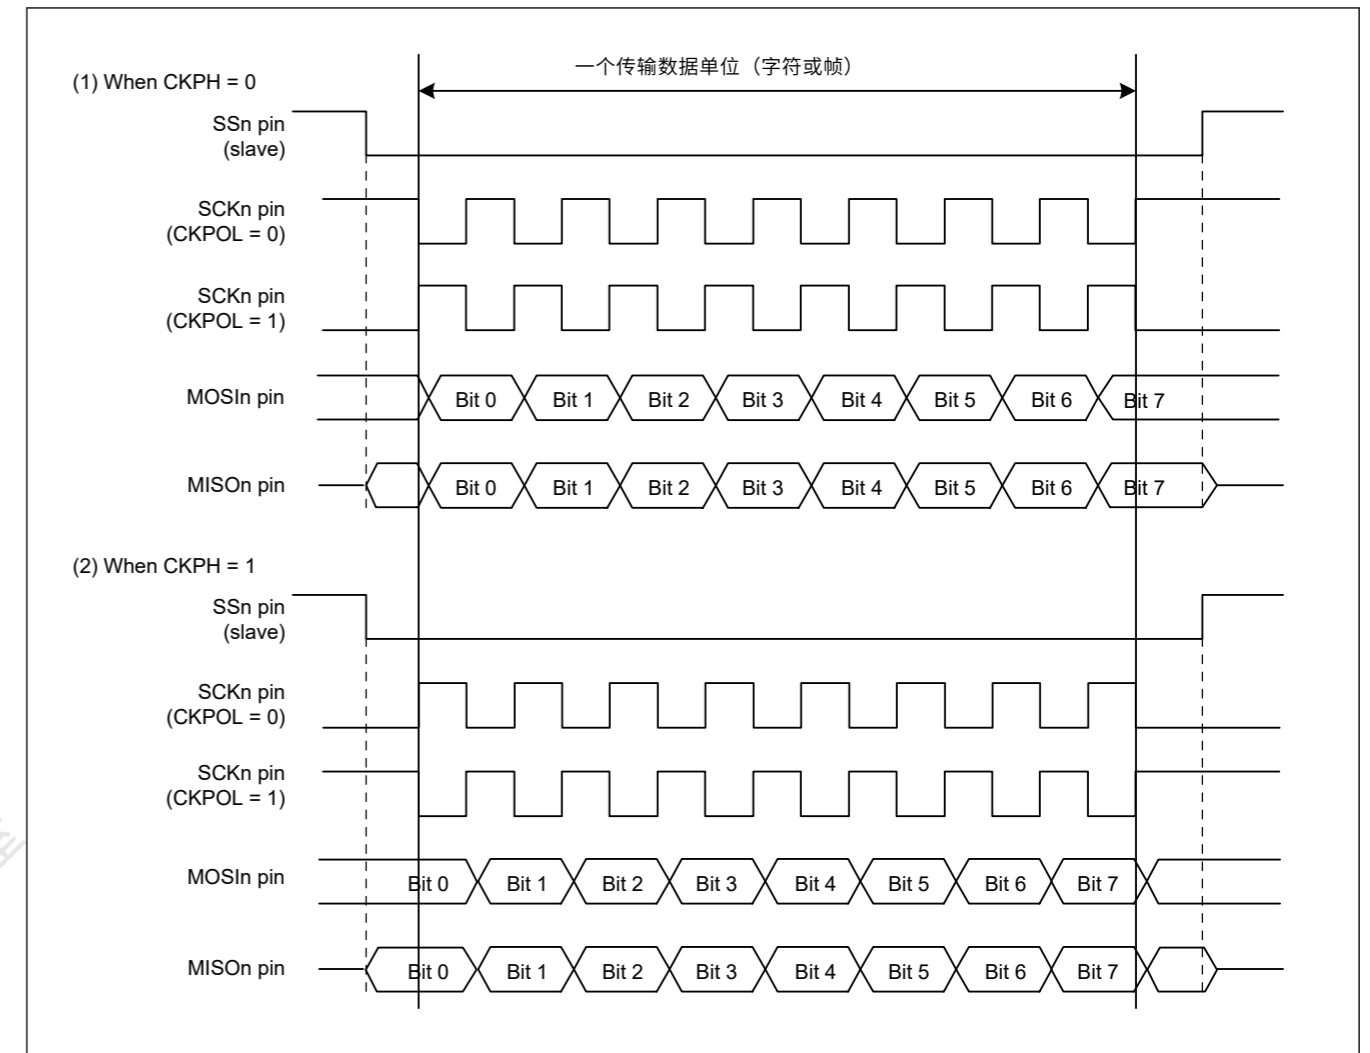 一个传输数据单位（字符或帧）
(1) When CKPH = 0
SSn pin
(slave)
SCKn pin
(CKPOL = 0)
SCKn pin
(CKPOL = 1)
MOSIn pin
Bit 0 Bit 1 Bit 2 Bit 3 Bit 4 Bit 5 Bit 6 Bit 7
MISOn pin
Bit 0 Bit 1 Bit 2 Bit 3 Bit 4 Bit 5 Bit 6 Bit 7
(2) When CKPH = 1
SSn pin
(slave)
SCKn pin
(CKPOL = 0)
SCKn pin
(CKPOL = 1)
MOSIn pin
Bit 0 Bit 1 Bit 2 Bit 3 Bit 4 Bit 5 Bit 6 Bit 7
MISOn pin
Bit 0 Bit 1 Bit 2 Bit 3 Bit 4 Bit 5 Bit 6 Bit 7